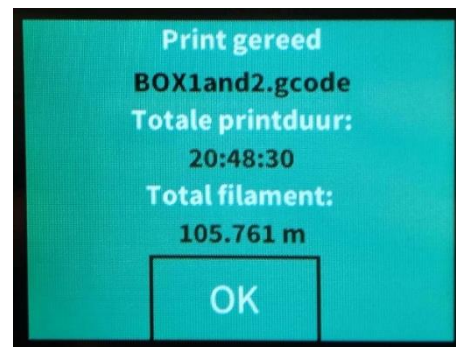 Print gereed
BOX1and2.gcode
Totale printduur:
20:48:30
Total filament:
105.761 m
OK